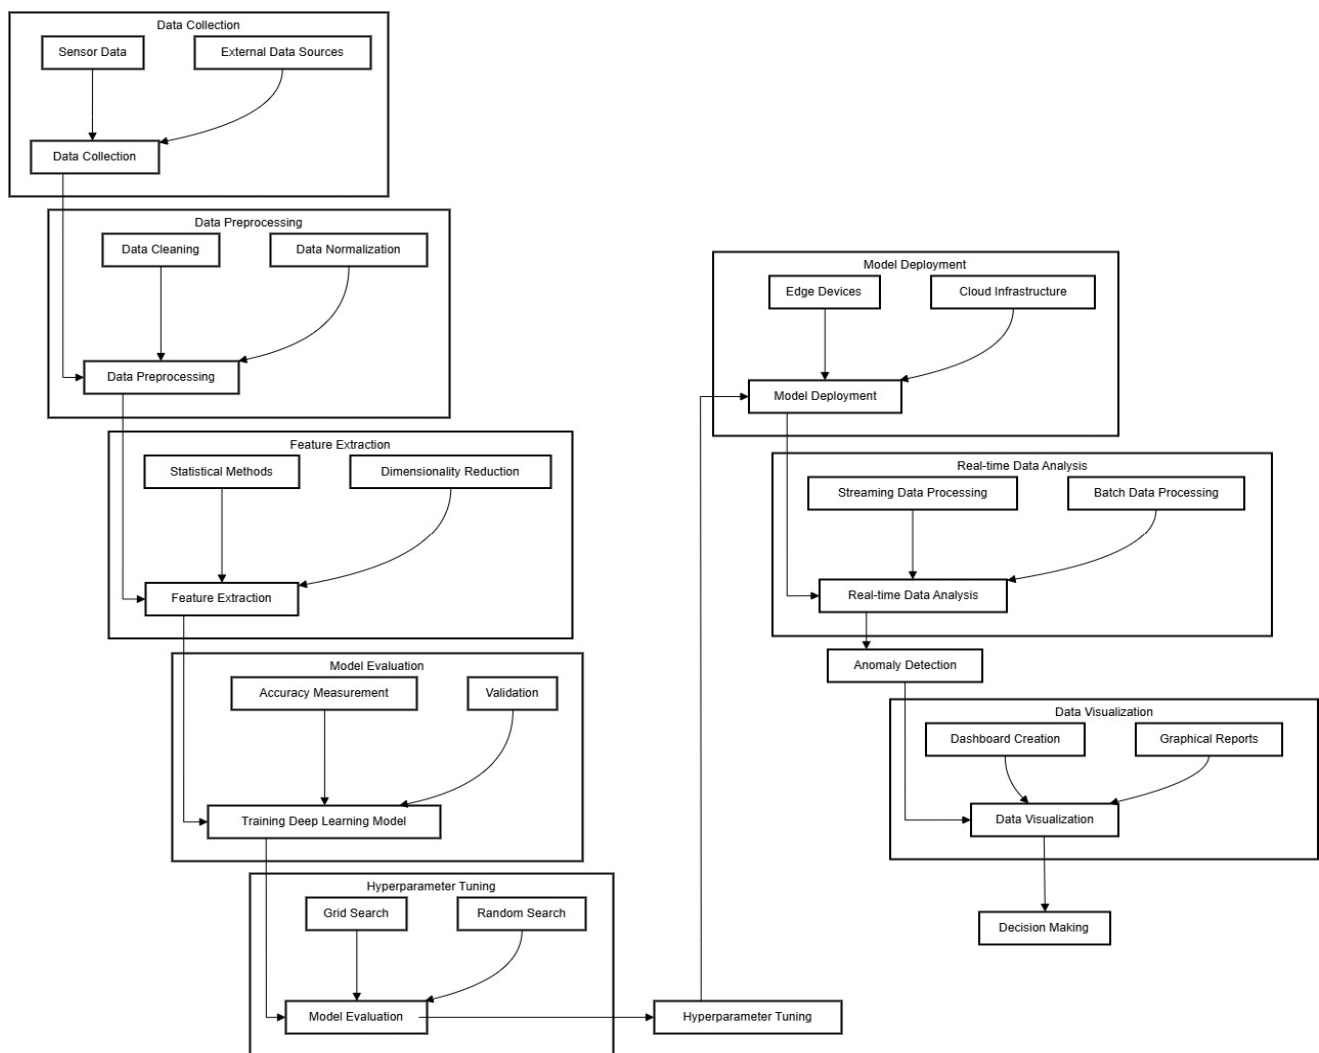 Data Collection
Sensor Data
External Data Sources
Data Collection
Data Preprocessing
Data Cleaning
Data Normalization
Data Preprocessing
Feature Extraction
Statistical Methods
Dimensionality Reduction
Feature Extraction
Model Evaluation
Accuracy Measurement
Validation
Training Deep Learning Model
Hyperparameter Tuning
Grid Search
Random Search
Model Evaluation
Hyperparameter Tuning
Model Deployment
Edge Devices
Cloud Infrastructure
Model Deployment
Real-time Data Analysis
Streaming Data Processing
Batch Data Processing
Real-time Data Analysis
Anomaly Detection
Data Visualization
Dashboard Creation
Graphical Reports
Data Visualization
Decision Making